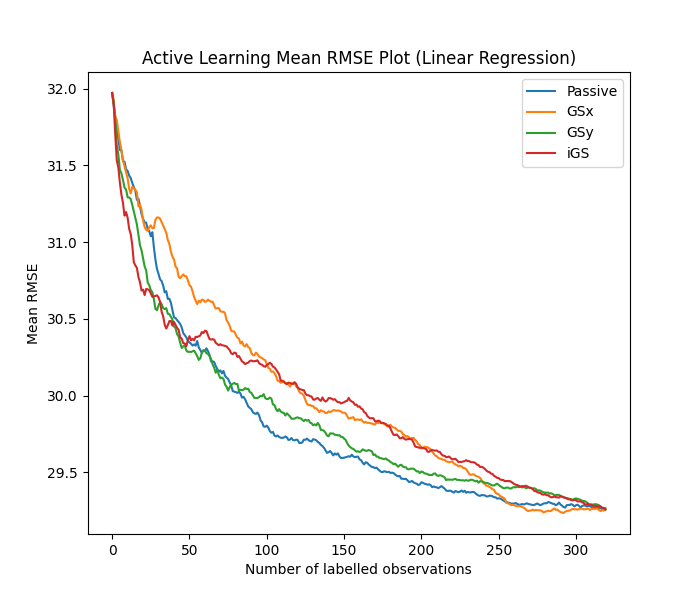 Active Learning Mean RMSE Plot (Linear Regression)
Passive
GSx
GSy
iGS
Mean RMSE
32.0
31.5
31.0
30.5
30.0
29.5
0 50 100 150 200 250 300
Number of labelled observations